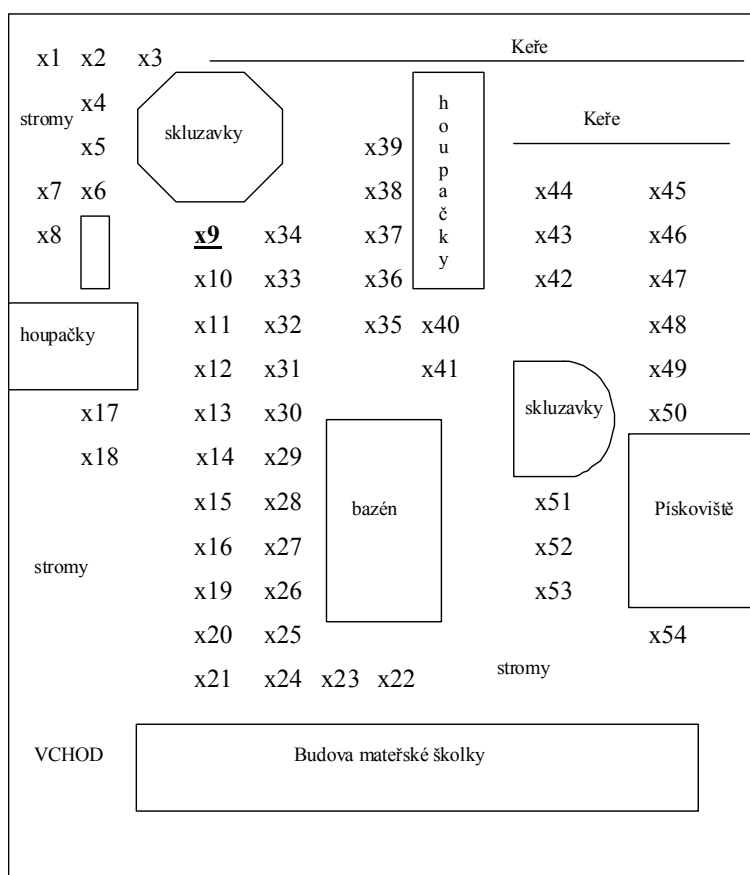 Keře
x1 x2 x3
x4
stromy
x5
skluzavky
h
o
u
p
a
č
k
y
Keře
x39
x7 x6 x38 x44 x45
x8 x9 x34 x37 x43 x46
x10 x33 x36 x42 x47
x11 x32 x35 x40 x48
houpačky
x12 x31 x41 x49
x17 x13 x30 skluzavky x50
x18 x14 x29
x15 x28 bazén x51 Pískoviště
x16 x27 x52
stromy
x19 x26 x53
x20 x25 x54
x21 x24 x23 x22 stromy
VCHOD Budova mateřské školky